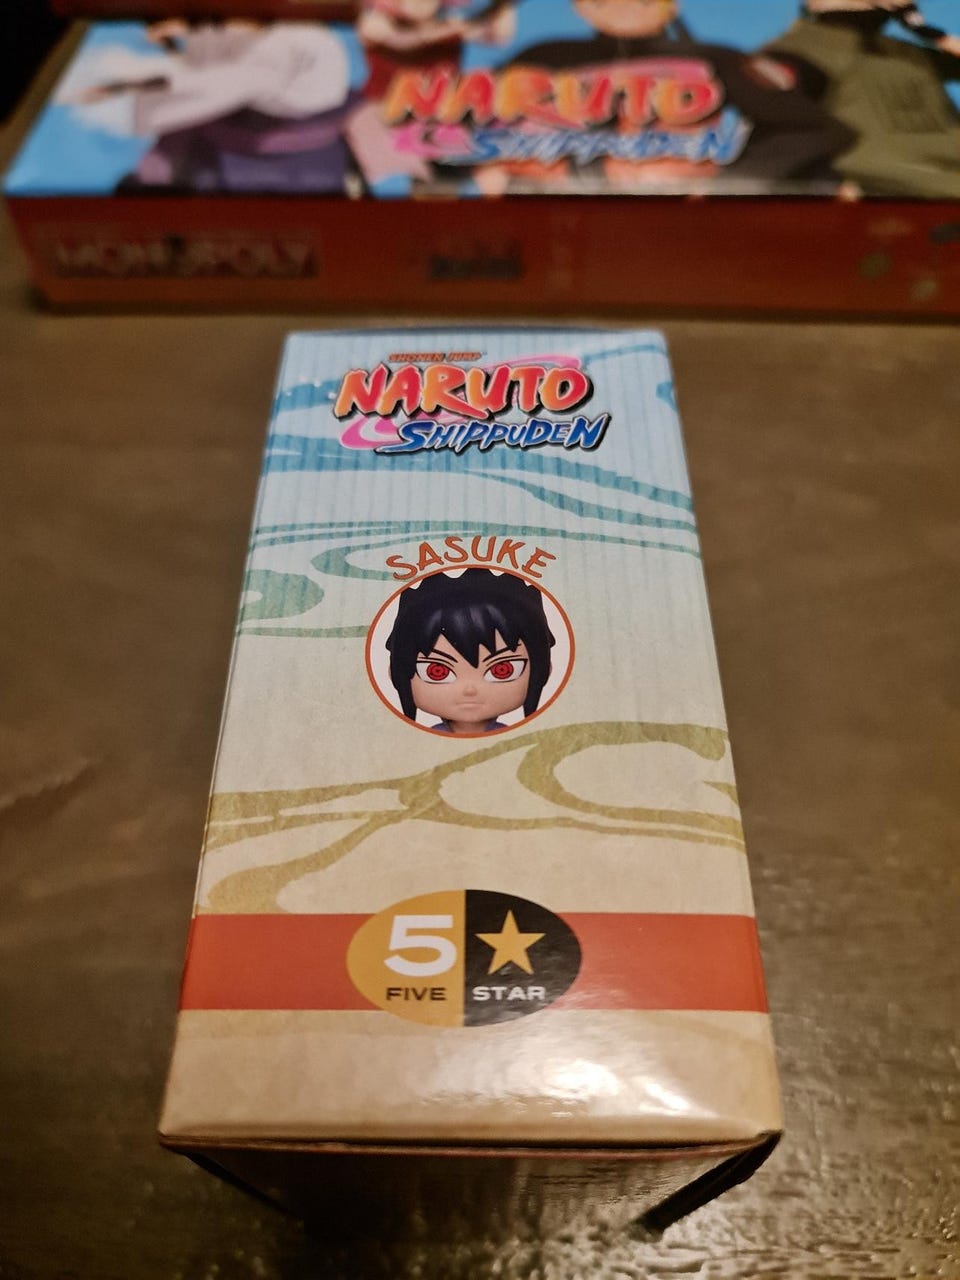 NARUTO
SHIPPUDEN
MONOPOLY
SHONEN JUMP
NARUTO
SHIPPUDEN
SASUKE
5
FIVE STAR